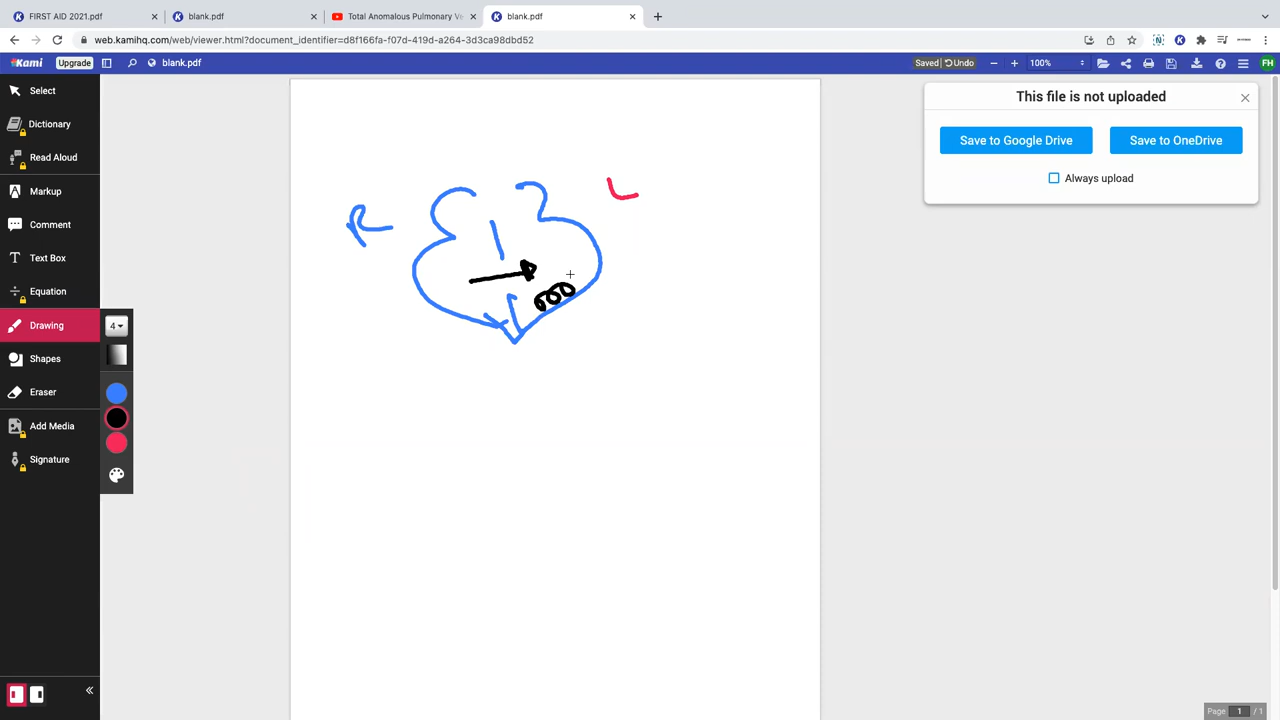 FIRST AID 2021.pdf
blank.pdf
Total Anomalous Pulmonary Ve
blank.pdf
web.kamihq.com/web/viewer.html?document_identifier=d8f166fa-f07d-419d-a264-3d3ca98dbd52
Kami
Upgrade
blank.pdf
Saved
Undo
100%
FH
Select
Dictionary
Read Aloud
Markup
Comment
Text Box
Equation
Drawing
4
Shapes
Eraser
Add Media
Signature
This file is not uploaded
Save to Google Drive
Save to OneDrive
Always upload
R
L
Page 1 / 1